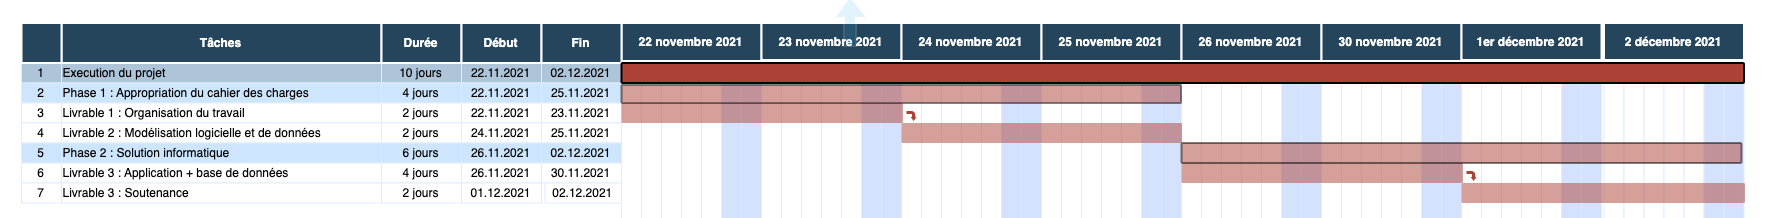 Tâches Durée Début Fin 22 novembre 2021 23 novembre 2021 24 novembre 2021 25 novembre 2021 26 novembre 2021 30 novembre 2021 1er décembre 2021 2 décembre 2021
1 Execution du projet 10 jours 22.11.2021 02.12.2021
2 Phase 1 : Appropriation du cahier des charges 4 jours 22.11.2021 25.11.2021
3 Livrable 1 : Organisation du travail 2 jours 22.11.2021 23.11.2021
4 Livrable 2 : Modélisation logicielle et de données 2 jours 24.11.2021 25.11.2021
5 Phase 2 : Solution informatique 6 jours 26.11.2021 02.12.2021
6 Livrable 3 : Application + base de données 4 jours 26.11.2021 30.11.2021
7 Livrable 3 : Soutenance 2 jours 01.12.2021 02.12.2021